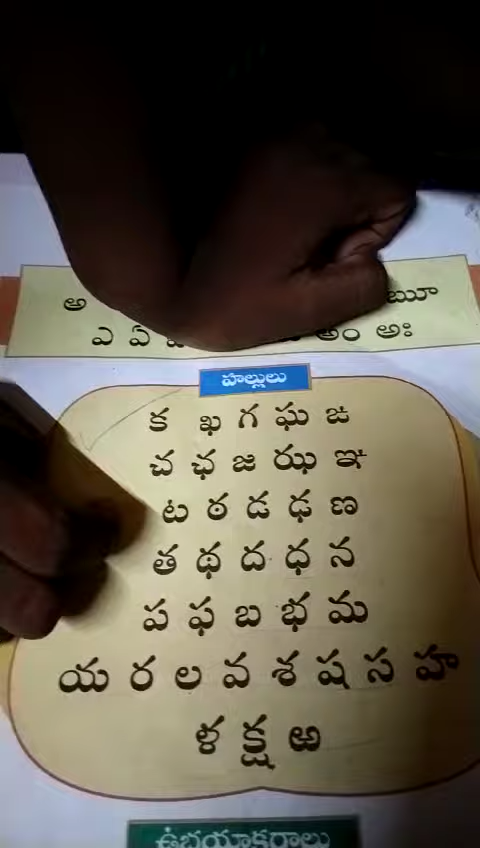 అ ౠ
ఎ ఏ అం అః
హల్లులు
క ఖ గ ఘ ఙ
చ ఛ జ ఝ ఞ
ట ఠ డ ఢ ణ
త థ ద ధ న
ప ఫ బ భ మ
య ర ల వ శ ష స హ
ళ క్ష ఱ
ఉభయాక్షరాలు